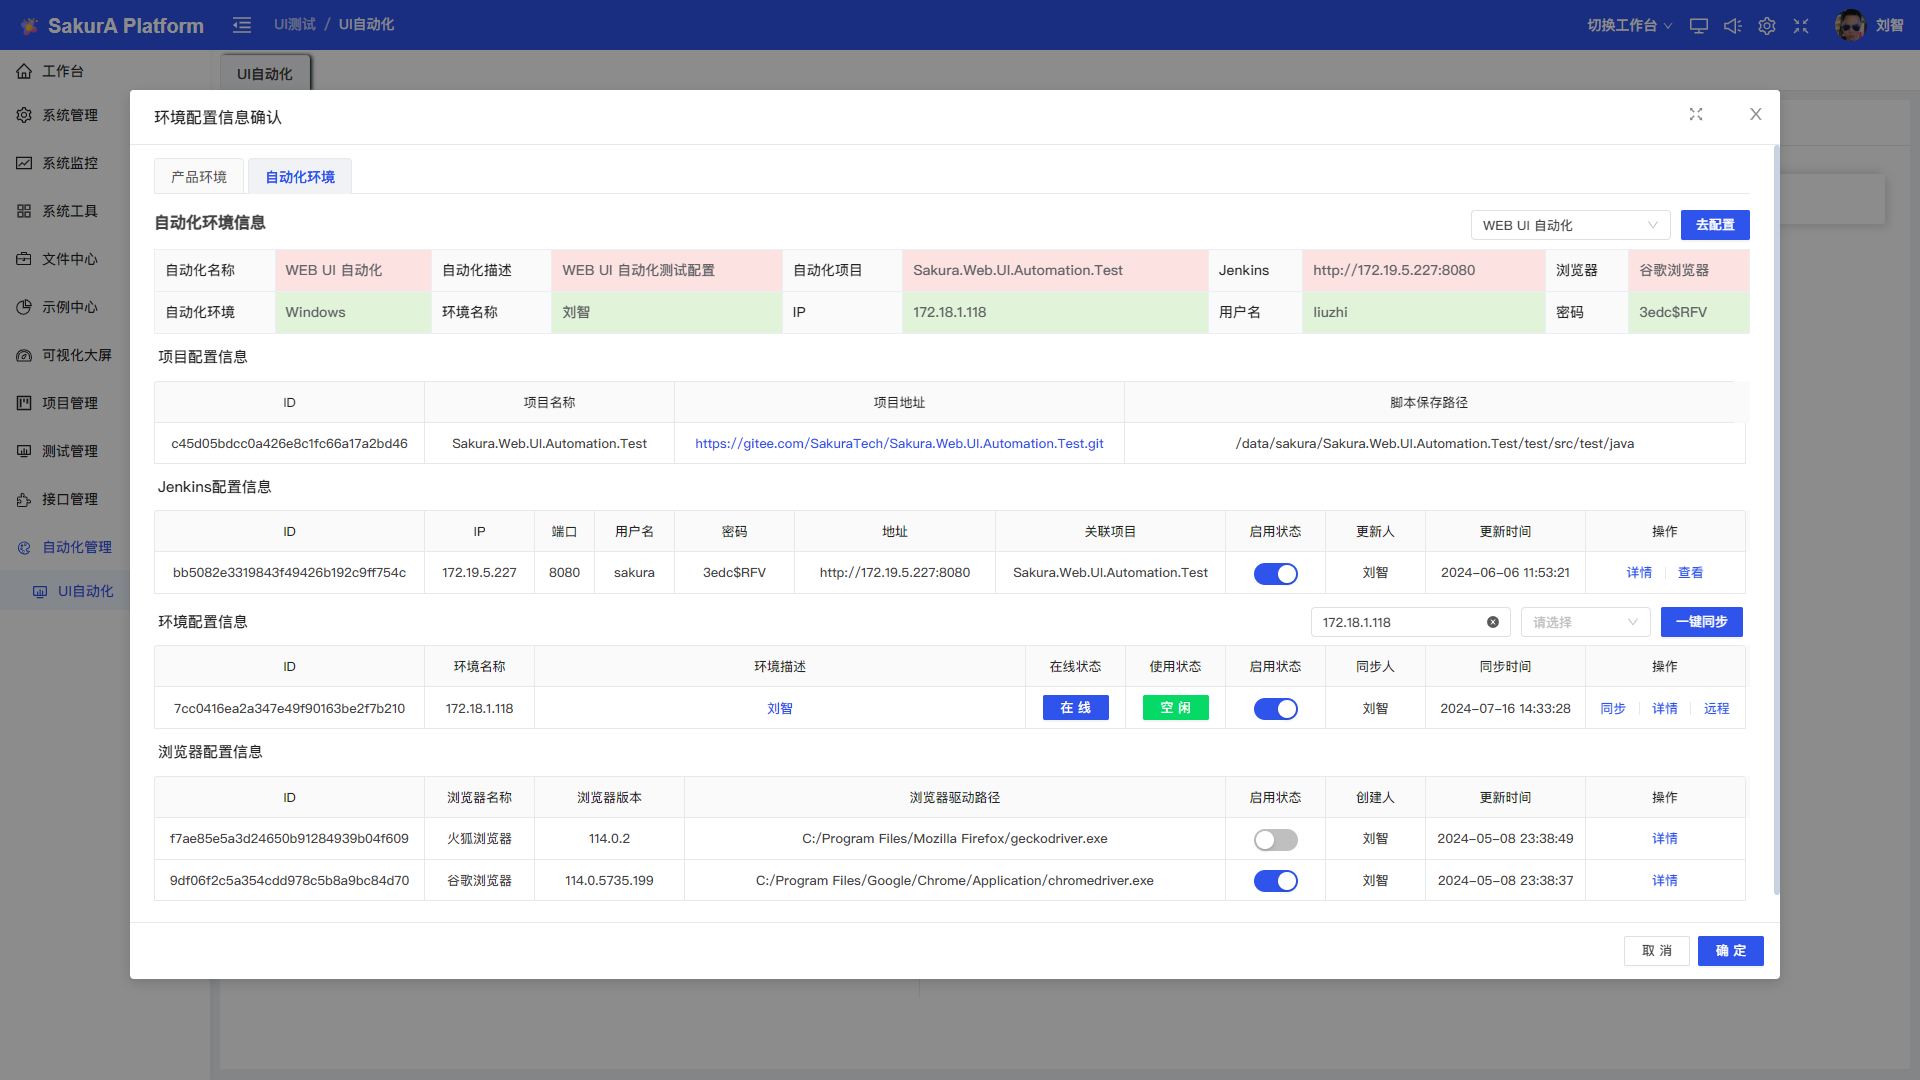 SakurA Platform
UI测试 / UI自动化
切换工作台
刘智
工作台
系统管理
系统监控
系统工具
文件中心
示例中心
可视化大屏
项目管理
测试管理
接口管理
自动化管理
UI自动化
UI自动化
环境配置信息确认
产品环境
自动化环境
自动化环境信息
WEB UI 自动化
去配置
自动化名称 WEB UI 自动化 自动化描述 WEB UI 自动化测试配置 自动化项目 Sakura.Web.UI.Automation.Test Jenkins http://172.19.5.227:8080 浏览器 谷歌浏览器
自动化环境 Windows 环境名称 刘智 IP 172.18.1.118 用户名 liuzhi 密码 3edc$RFV
项目配置信息
ID 项目名称 项目地址 脚本保存路径
c45d05bdcc0a426e8c1fc66a17a2bd46 Sakura.Web.UI.Automation.Test https://gitee.com/SakuraTech/Sakura.Web.UI.Automation.Test.git /data/sakura/Sakura.Web.UI.Automation.Test/test/src/test/java
Jenkins配置信息
ID IP 端口 用户名 密码 地址 关联项目 启用状态 更新人 更新时间 操作
bb5082e3319843f49426b192c9ff754c 172.19.5.227 8080 sakura 3edc$RFV http://172.19.5.227:8080 Sakura.Web.UI.Automation.Test 刘智 2024-06-06 11:53:21 详情 查看
环境配置信息
172.18.1.118
请选择
一键同步
ID 环境名称 环境描述 在线状态 使用状态 启用状态 同步人 同步时间 操作
7cc0416ea2a347e49f90163be2f7b210 172.18.1.118 刘智 在 线 空 闲 刘智 2024-07-16 14:33:28 同步 详情 远程
浏览器配置信息
ID 浏览器名称 浏览器版本 浏览器驱动路径 启用状态 创建人 更新时间 操作
f7ae85e5a3d24650b91284939b04f609 火狐浏览器 114.0.2 C:/Program Files/Mozilla Firefox/geckodriver.exe 刘智 2024-05-08 23:38:49 详情
9df06f2c5a354cdd978c5b8a9bc84d70 谷歌浏览器 114.0.5735.199 C:/Program Files/Google/Chrome/Application/chromedriver.exe 刘智 2024-05-08 23:38:37 详情
取 消
确 定